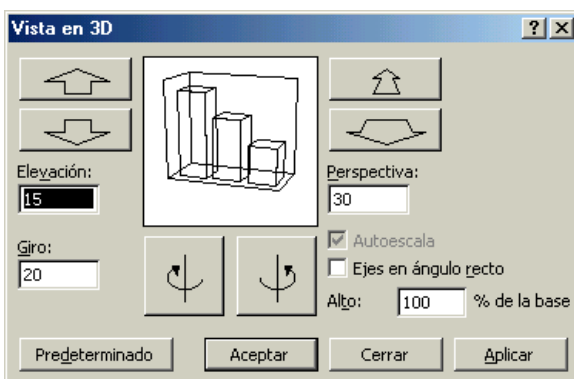 Vista en 3D
Elevación:
15
Perspectiva:
30
Giro:
20
Autoescala
Ejes en ángulo recto
Alto: 100 % de la base
Predeterminado Aceptar Cerrar Aplicar